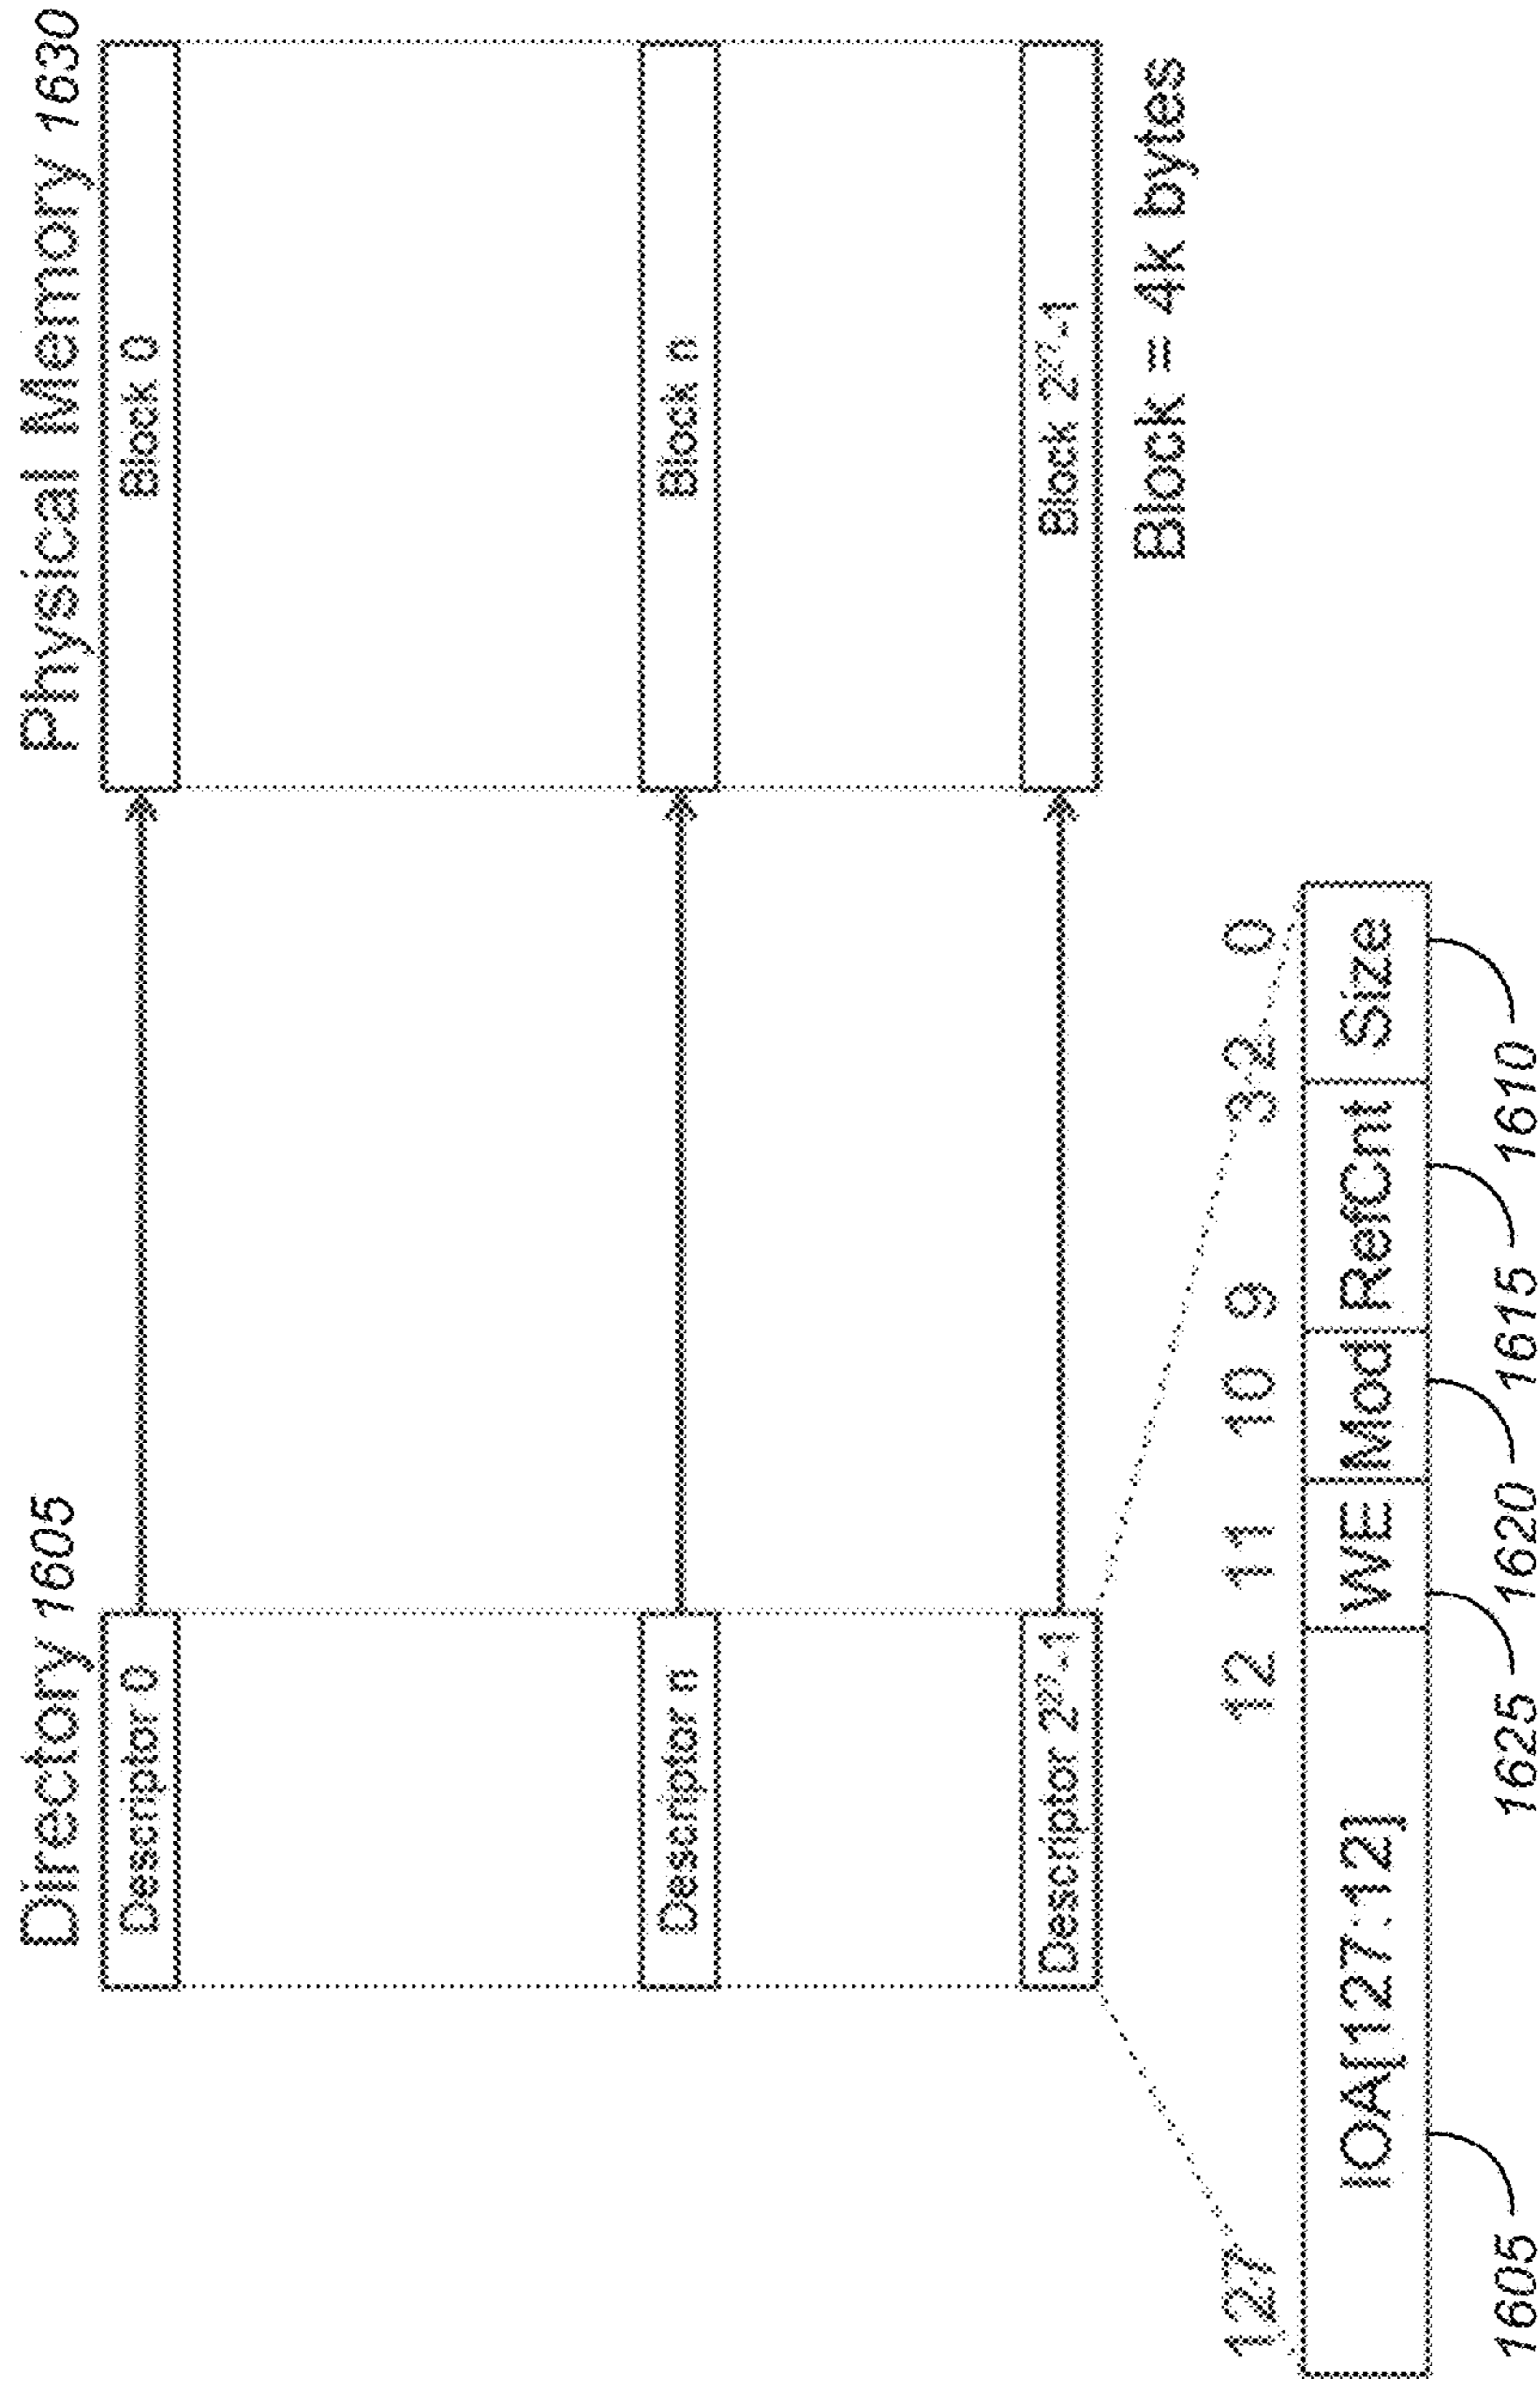 Directory 1605
Physical Memory 1630
Descriptor 0
Block 0
Descriptor n
Block n
Descriptor 2²⁷-1
Block 2²⁷-1
Block = 4k bytes
127 12 11 10 9 3 2 0
IOA[127:12] WE Mod RefCnt Size
1605 1625 1620 1615 1610